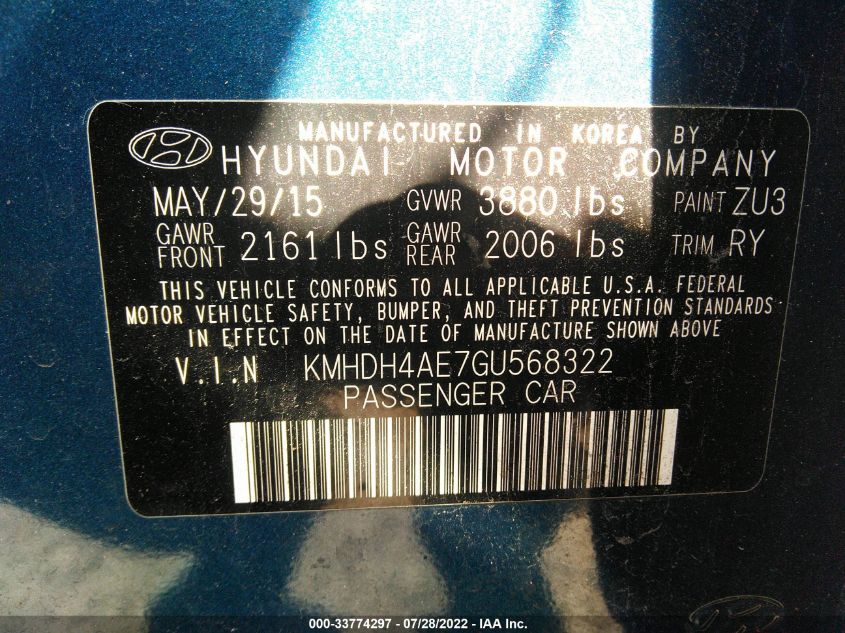 MANUFACTURED IN KOREA BY
HYUNDAI MOTOR COMPANY
MAY/29/15 GVWR 3880 lbs PAINT ZU3
GAWR FRONT 2161 lbs GAWR REAR 2006 lbs TRIM RY
THIS VEHICLE CONFORMS TO ALL APPLICABLE U.S.A. FEDERAL
MOTOR VEHICLE SAFETY, BUMPER, AND THEFT PREVENTION STANDARDS
IN EFFECT ON THE DATE OF MANUFACTURE SHOWN ABOVE
V.I.N KMHDH4AE7GU568322
PASSENGER CAR
000-33774297 - 07/28/2022 - IAA Inc.